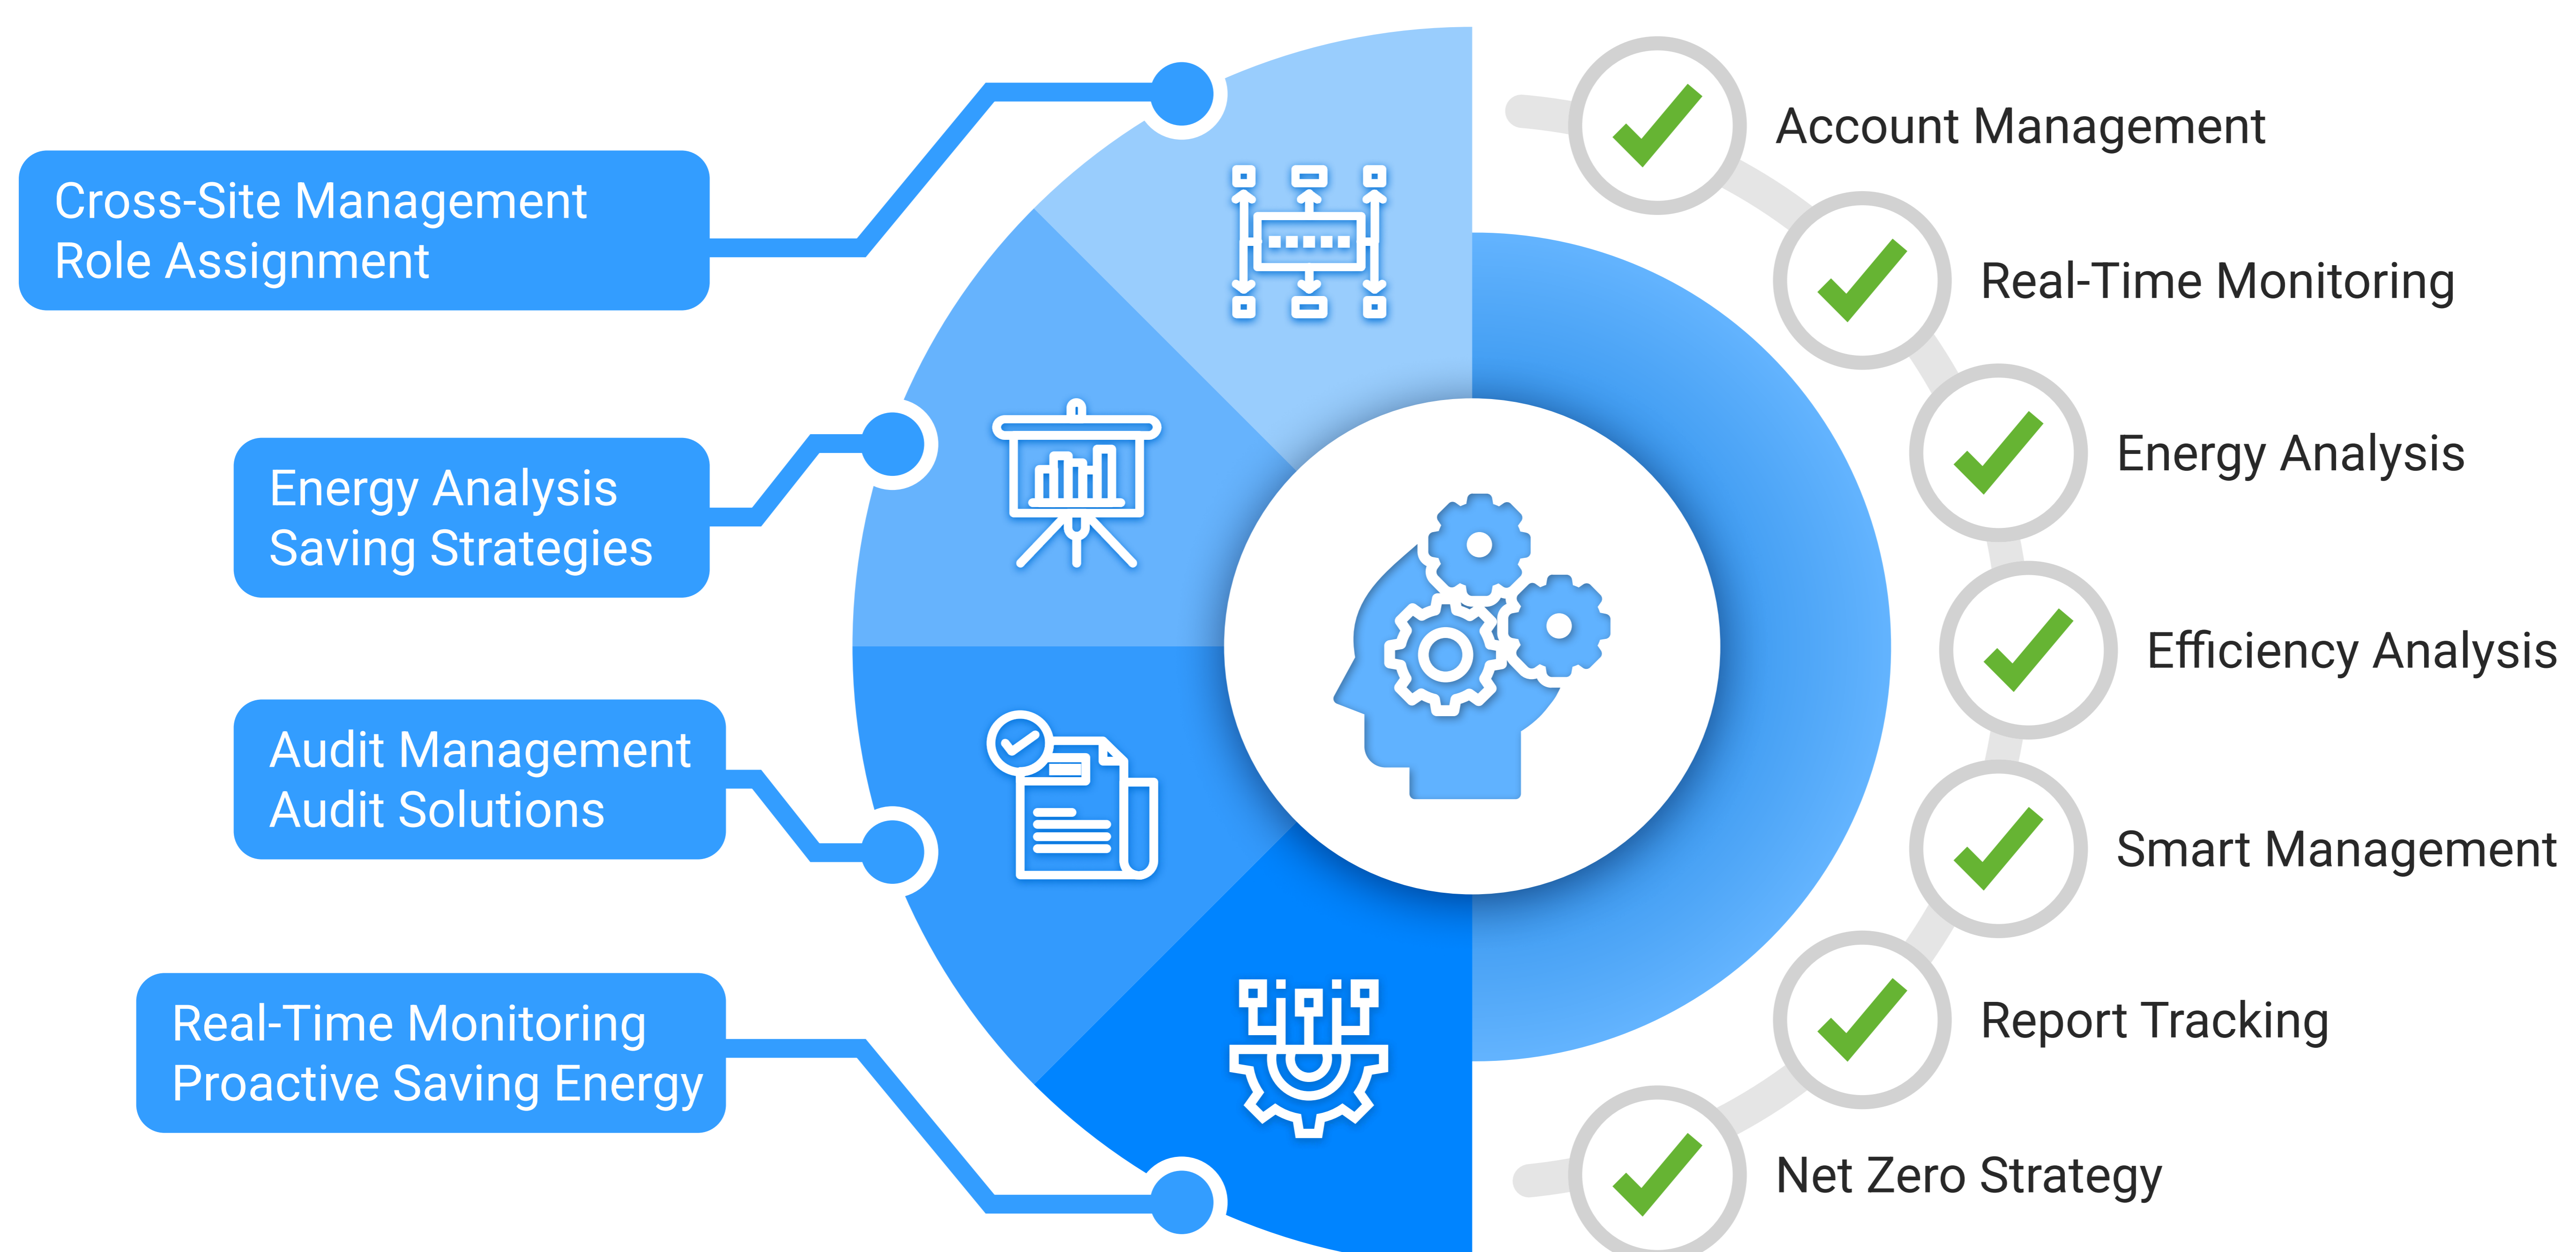 Cross-Site Management
Role Assignment
Energy Analysis
Saving Strategies
Audit Management
Audit Solutions
Real-Time Monitoring
Proactive Saving Energy
Account Management
Real-Time Monitoring
Energy Analysis
Efficiency Analysis
Smart Management
Report Tracking
Net Zero Strategy